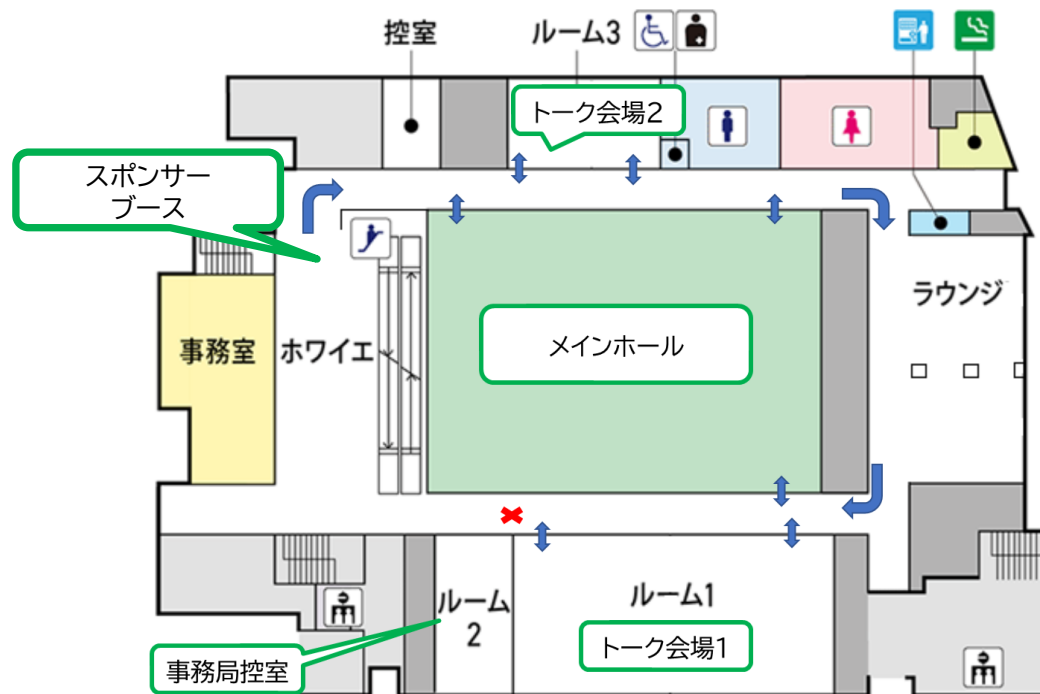 控室
ルーム3
トーク会場2
スポンサー
ブース
ラウンジ
メインホール
事務室
ホワイエ
ルーム
2
ルーム1
トーク会場1
事務局控室